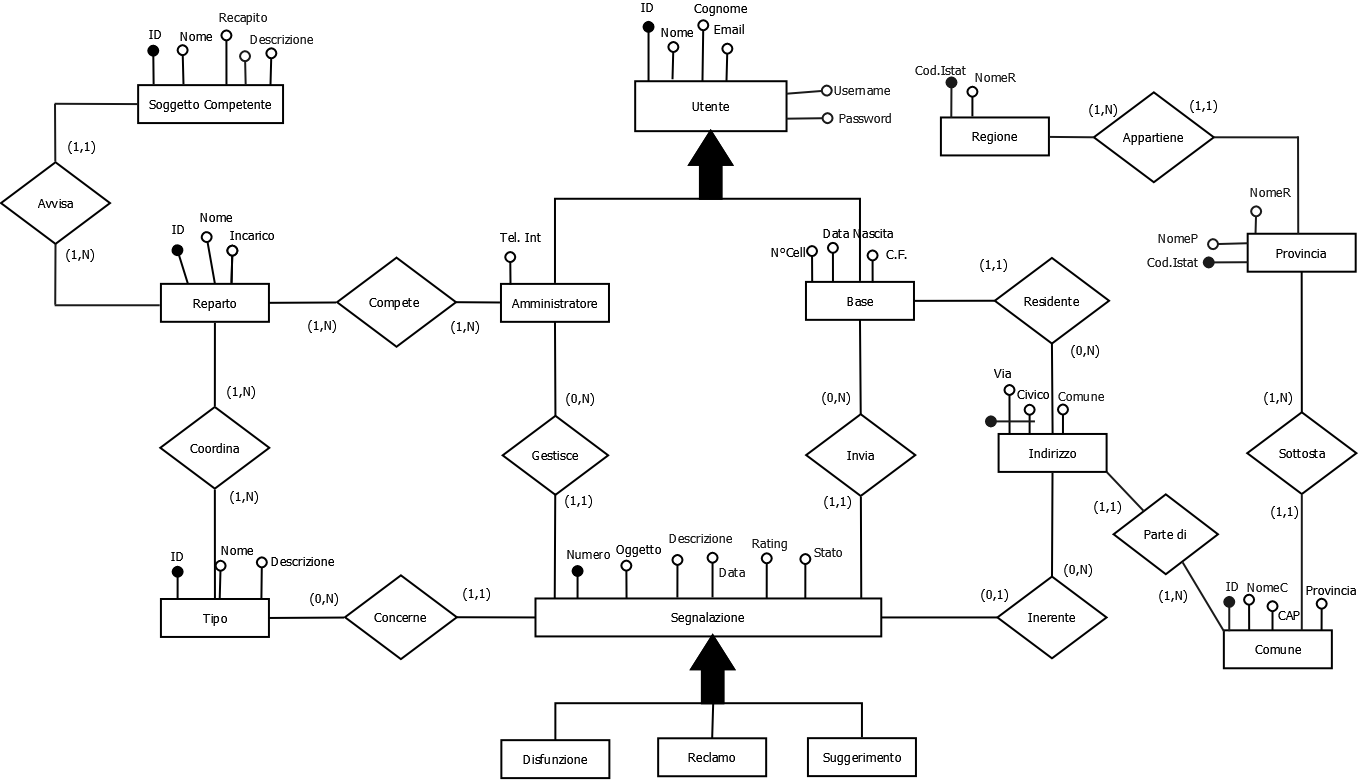 ID
Cognome
Recapito
Nome
Email
ID
Nome
Descrizione
Soggetto Competente
Utente
Username
Password
Cod.Istat
NomeR
Regione
(1,N)
Appartiene
(1,1)
(1,1)
Avvisa
(1,N)
NomeR
NomeP
Cod.Istat
Provincia
ID
Nome
Incarico
Reparto
(1,N)
Compete
(1,N)
Tel. Int
Amministratore
N°Cell
Data Nascita
C.F.
Base
(1,1)
Residente
(0,N)
(1,N)
Coordina
(1,N)
(0,N)
Gestisce
(1,1)
(0,N)
Invia
(1,1)
Via
Civico
Comune
Indirizzo
(1,N)
Sottosta
(1,1)
(1,1)
Parte di
(1,N)
ID
Nome
Descrizione
Tipo
(0,N)
Concerne
(1,1)
Numero
Oggetto
Descrizione
Data
Rating
Stato
Segnalazione
(0,1)
Inerente
(0,N)
ID
NomeC
CAP
Provincia
Comune
Disfunzione
Reclamo
Suggerimento